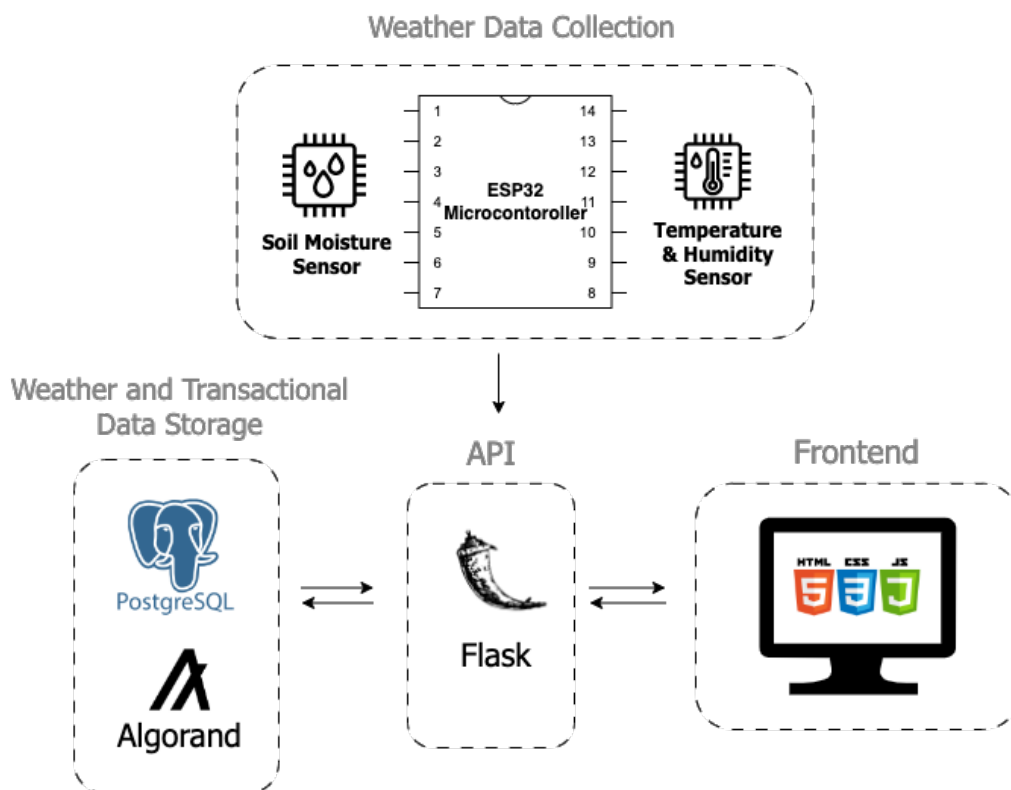 Weather Data Collection
1
2
3
4
5
6
7
14
13
12
11
10
9
8
ESP32
Microcontoroller
Soil Moisture
Sensor
Temperature
& Humidity
Sensor
Weather and Transactional
Data Storage
PostgreSQL
Algorand
API
Flask
Frontend
HTML CSS JS
5 3 J